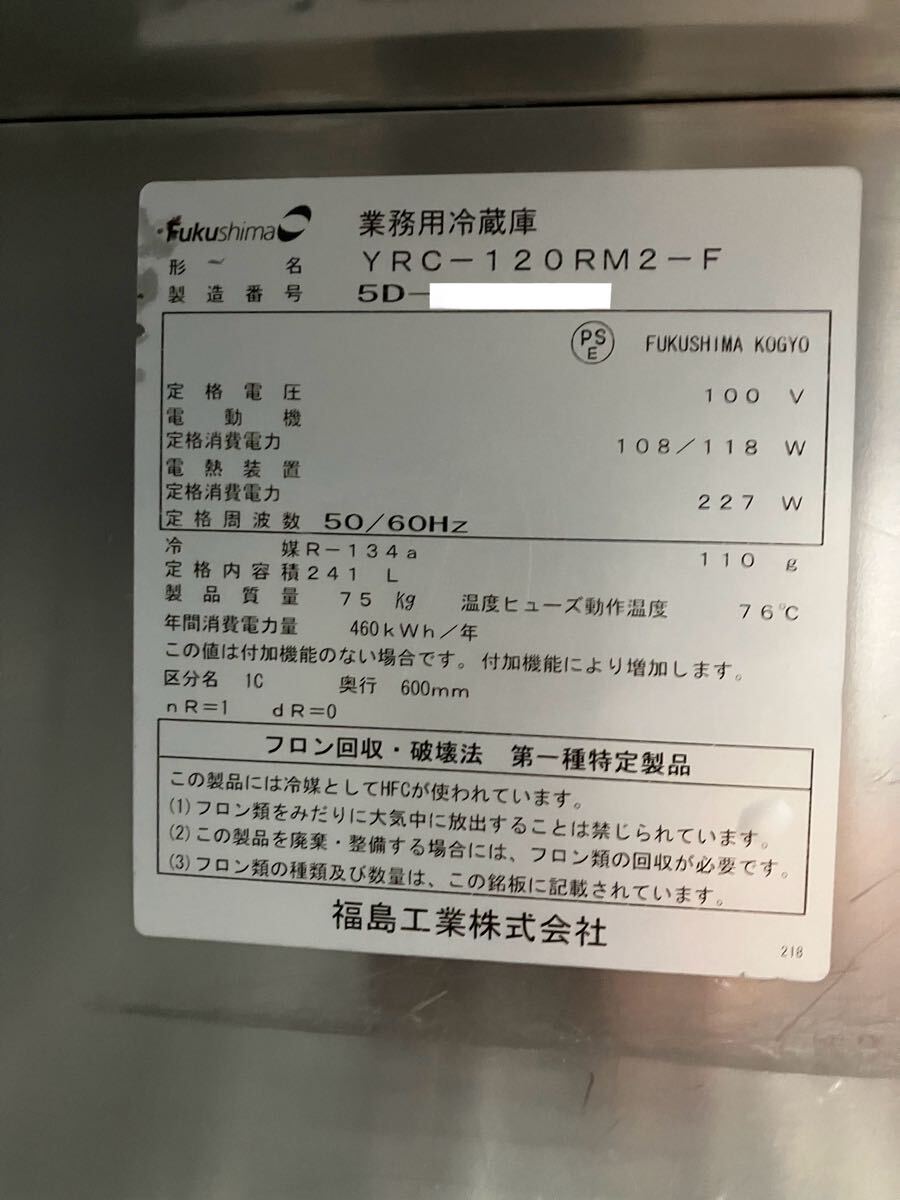 Fukushima 業務用冷蔵庫
形名 YRC-120RM2-F
製造番号 5D-
PSE FUKUSHIMA KOGYO
定格電圧 100 V
電動機
定格消費電力 108/118 W
電熱装置
定格消費電力 227 W
定格周波数 50/60Hz
冷媒 R-134a 110 g
定格内容積 241 L
製品質量 75 Kg 温度ヒューズ動作温度 76℃
年間消費電力量 460kWh/年
この値は付加機能のない場合です。付加機能により増加します。
区分名 1C 奥行 600mm
nR=1 dR=0
フロン回収・破壊法 第一種特定製品
この製品には冷媒としてHFCが使われています。
(1)フロン類をみだりに大気中に放出することは禁じられています。
(2)この製品を廃棄・整備する場合には、フロン類の回収が必要です。
(3)フロン類の種類及び数量は、この銘板に記載されています。
福島工業株式会社
218